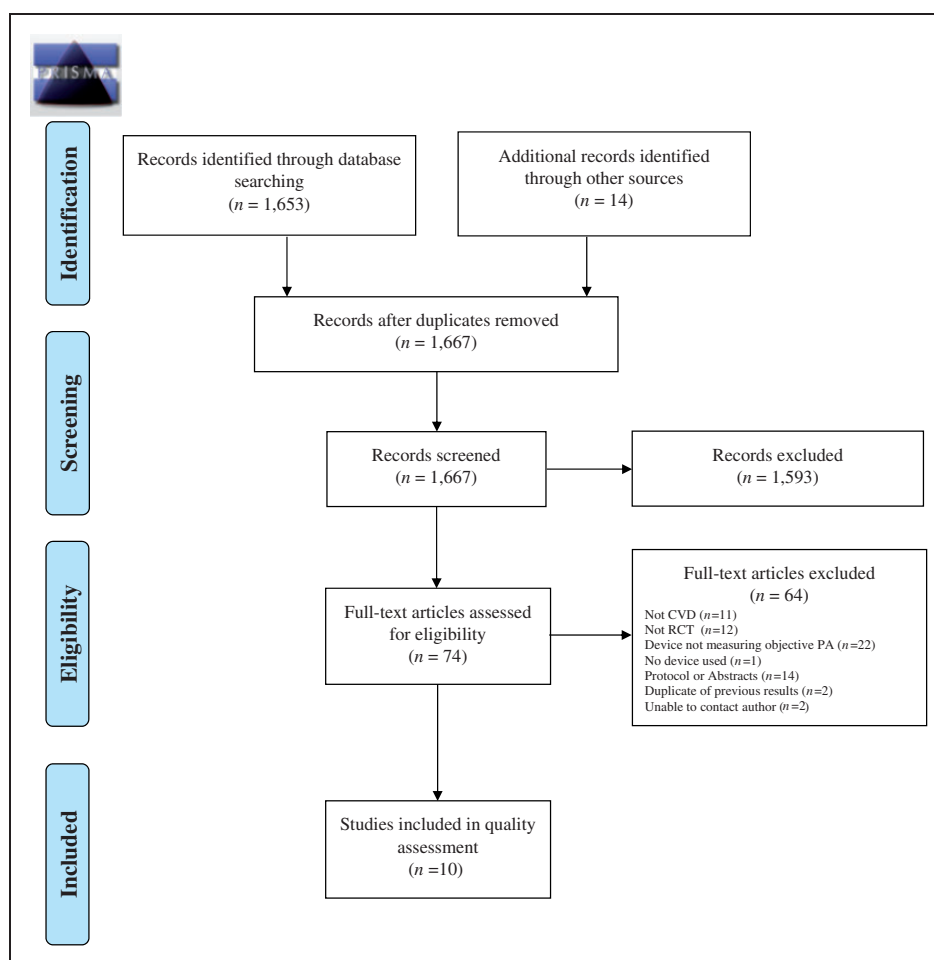 PRISMA
Identification
Records identified through database
searching
(n = 1,653)
Additional records identified
through other sources
(n = 14)
Records after duplicates removed
(n = 1,667)
Screening
Records screened
(n = 1,667)
Records excluded
(n = 1,593)
Eligibility
Full-text articles assessed
for eligibility
(n = 74)
Full-text articles excluded
(n = 64)
Not CVD (n=11)
Not RCT (n=12)
Device not measuring objective PA (n=22)
No device used (n=1)
Protocol or Abstracts (n=14)
Duplicate of previous results (n=2)
Unable to contact author (n=2)
Included
Studies included in quality
assessment
(n =10)